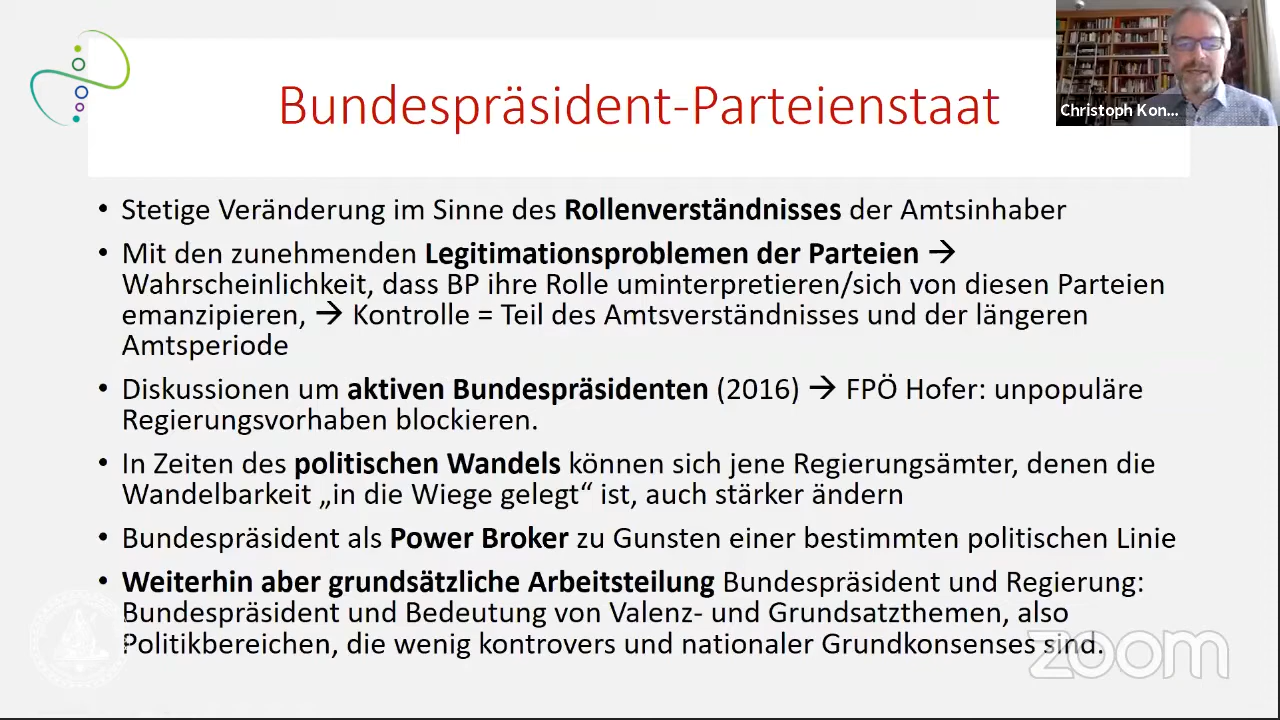 Bundespräsident-Parteienstaat
Christoph Kon...
• Stetige Veränderung im Sinne des Rollenverständnisses der Amtsinhaber
• Mit den zunehmenden Legitimationsproblemen der Parteien →
Wahrscheinlichkeit, dass BP ihre Rolle uminterpretieren/sich von diesen Parteien
emanzipieren, → Kontrolle = Teil des Amtsverständnisses und der längeren
Amtsperiode
• Diskussionen um aktiven Bundespräsidenten (2016) → FPÖ Hofer: unpopuläre
Regierungsvorhaben blockieren.
• In Zeiten des politischen Wandels können sich jene Regierungsämter, denen die
Wandelbarkeit „in die Wiege gelegt“ ist, auch stärker ändern
• Bundespräsident als Power Broker zu Gunsten einer bestimmten politischen Linie
• Weiterhin aber grundsätzliche Arbeitsteilung Bundespräsident und Regierung:
Bundespräsident und Bedeutung von Valenz- und Grundsatzthemen, also
Politikbereichen, die wenig kontrovers und nationaler Grundkonsenses sind.
zoom